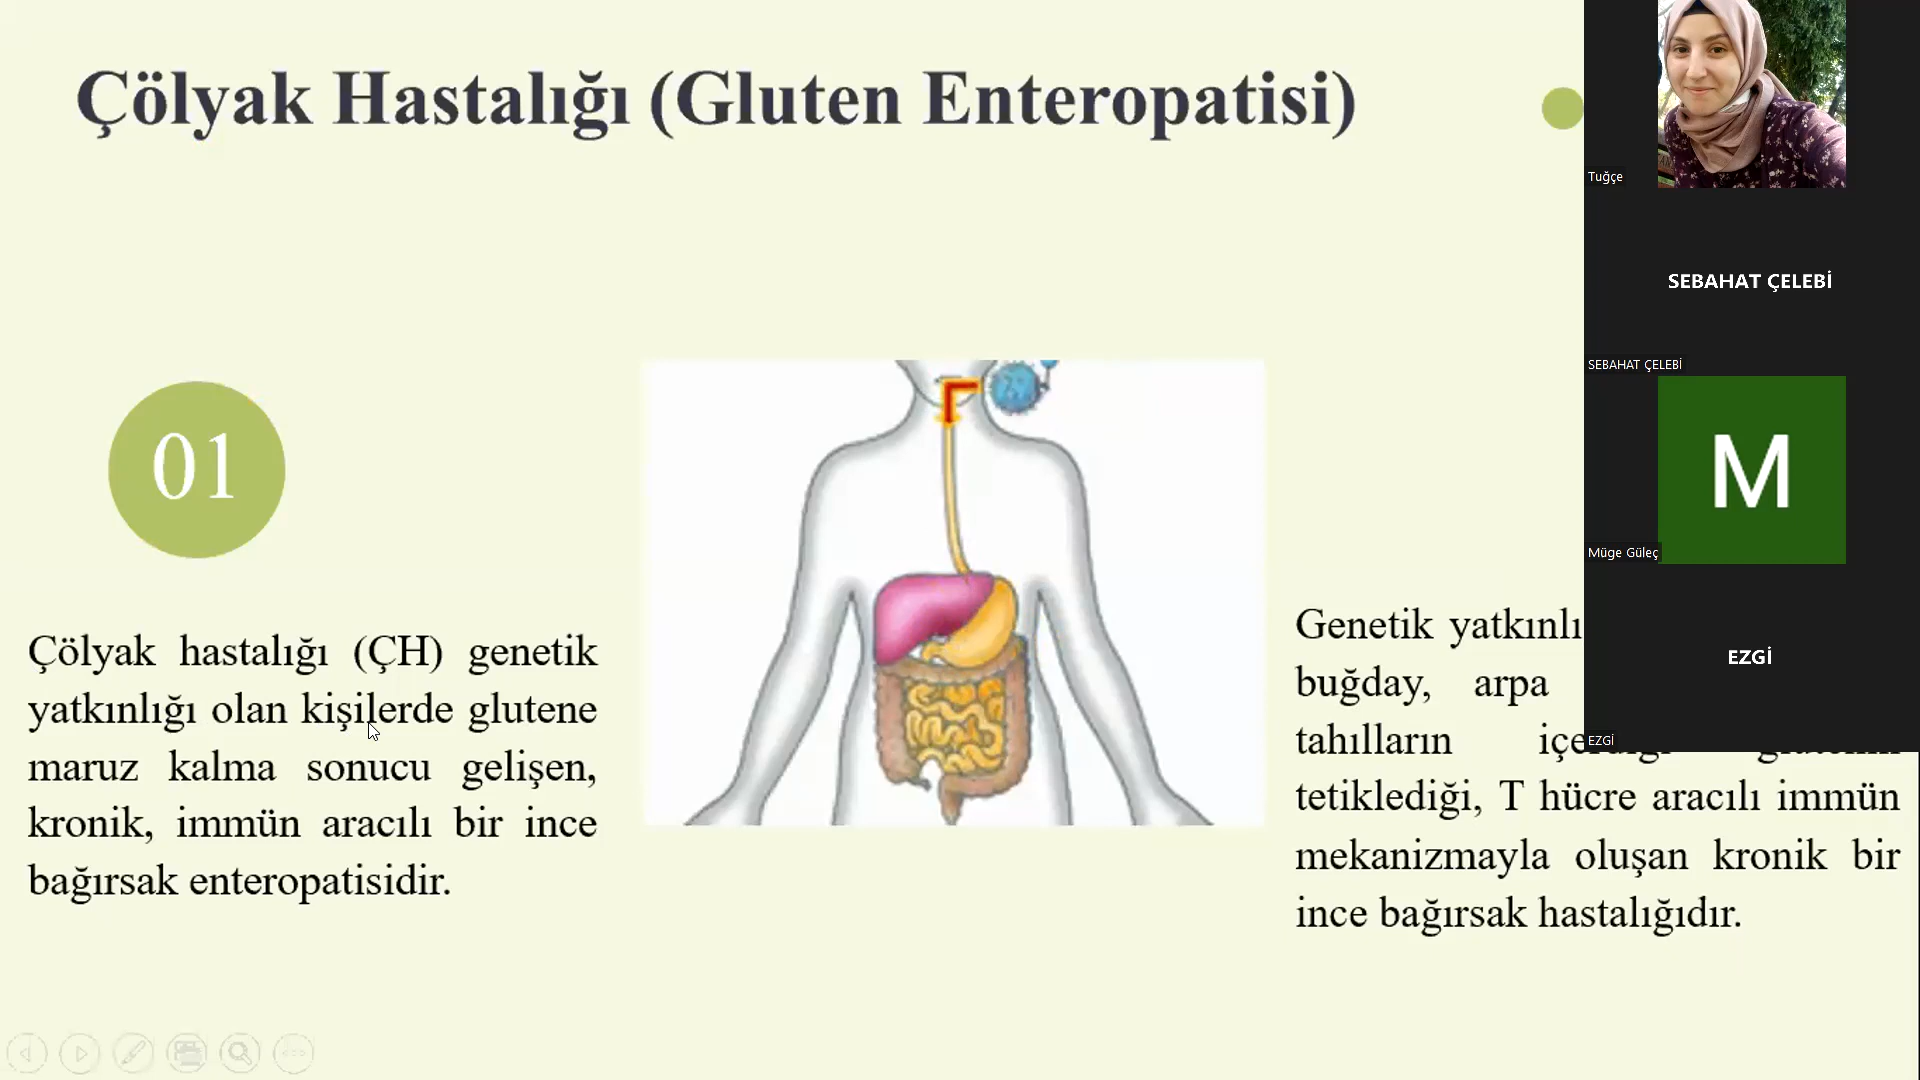 Çölyak Hastalığı (Gluten Enteropatisi)
01
Çölyak hastalığı (ÇH) genetik
yatkınlığı olan kişilerde glutene
maruz kalma sonucu gelişen,
kronik, immün aracılı bir ince
bağırsak enteropatisidir.
Genetik yatkınlı
buğday, arpa
tahılların
tetiklediği, T hücre aracılı immün
mekanizmayla oluşan kronik bir
ince bağırsak hastalığıdır.
Tuğçe
SEBAHAT ÇELEBİ
SEBAHAT ÇELEBİ
M
Müge Güleç
EZGİ
EZGİ